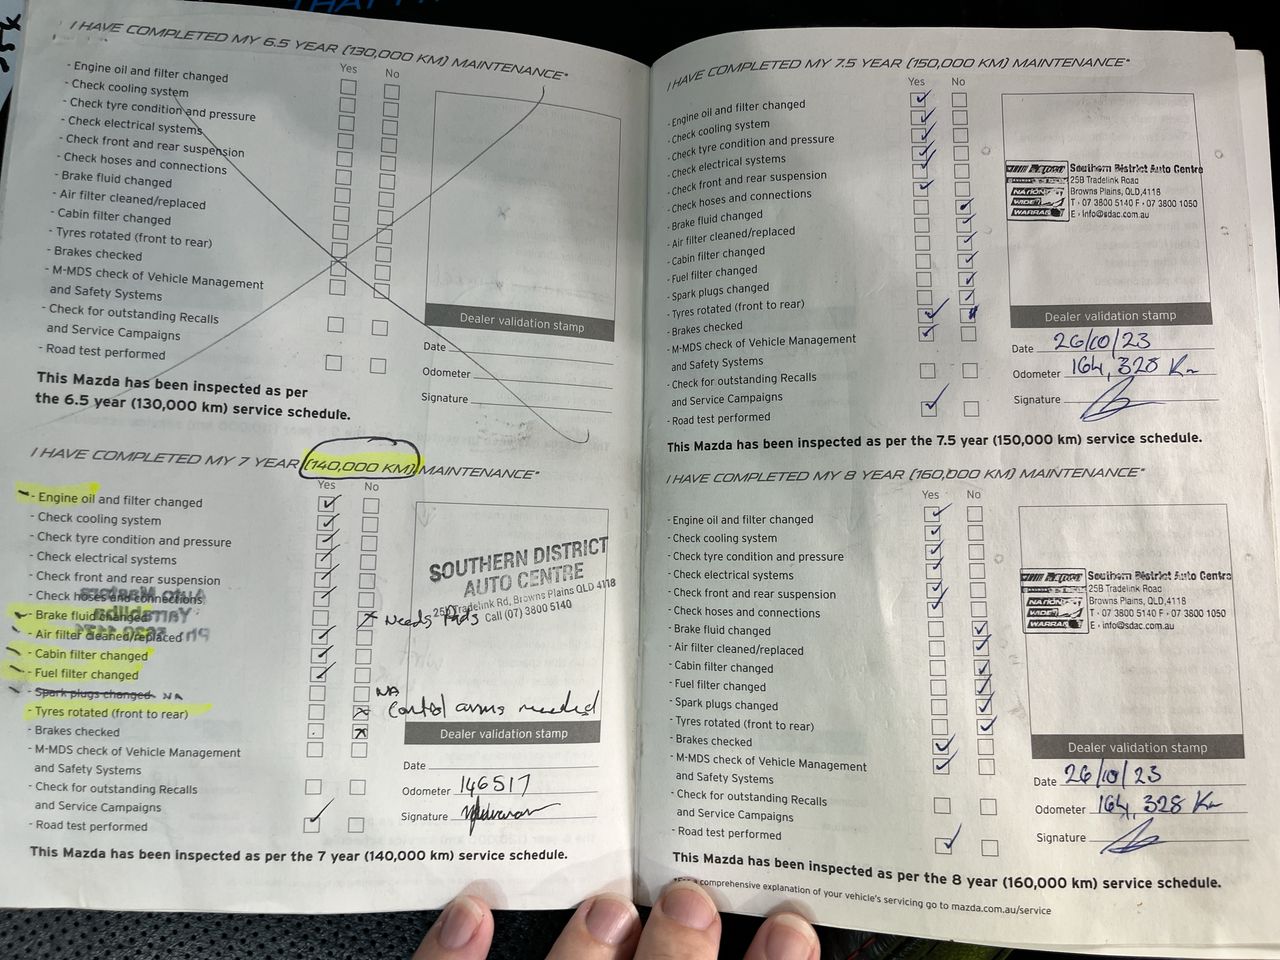 I HAVE COMPLETED MY 6.5 YEAR (130,000 KM) MAINTENANCE*
Yes No
- Engine oil and filter changed
- Check cooling system
- Check tyre condition and pressure
- Check electrical systems
- Check front and rear suspension
- Check hoses and connections
- Brake fluid changed
- Air filter cleaned/replaced
- Cabin filter changed
- Tyres rotated (front to rear)
- Brakes checked
- M-MDS check of Vehicle Management
and Safety Systems
- Check for outstanding Recalls
and Service Campaigns
- Road test performed
Dealer validation stamp
Date
Odometer
Signature
This Mazda has been inspected as per
the 6.5 year (130,000 km) service schedule.
I HAVE COMPLETED MY 7 YEAR (140,000 KM) MAINTENANCE*
Yes No
- Engine oil and filter changed
- Check cooling system
- Check tyre condition and pressure
- Check electrical systems
- Check front and rear suspension
- Check hoses and connections
- Brake fluid changed
- Air filter cleaned/replaced
- Cabin filter changed
- Fuel filter changed
- Spark plugs changed NA
- Tyres rotated (front to rear)
- Brakes checked
- M-MDS check of Vehicle Management
and Safety Systems
- Check for outstanding Recalls
and Service Campaigns
- Road test performed
SOUTHERN DISTRICT
AUTO CENTRE
25B Tradelink Rd, Browns Plains QLD 4118
Call (07) 3800 5140
Needs Pads
NA
Control arms needed
Dealer validation stamp
Date
Odometer 146517
Signature
This Mazda has been inspected as per the 7 year (140,000 km) service schedule.
I HAVE COMPLETED MY 7.5 YEAR (150,000 KM) MAINTENANCE*
Yes No
- Engine oil and filter changed
- Check cooling system
- Check tyre condition and pressure
- Check electrical systems
- Check front and rear suspension
- Check hoses and connections
- Brake fluid changed
- Air filter cleaned/replaced
- Cabin filter changed
- Fuel filter changed
- Spark plugs changed
- Tyres rotated (front to rear)
- Brakes checked
- M-MDS check of Vehicle Management
and Safety Systems
- Check for outstanding Recalls
and Service Campaigns
- Road test performed
Southern District Auto Centre
25B Tradelink Road
Browns Plains, QLD,4118
T - 07 3800 5140 F - 07 3800 1050
E - info@sdac.com.au
NATION
WIDE
WARRA
Dealer validation stamp
Date 26/10/23
Odometer 164,328 Km
Signature
This Mazda has been inspected as per the 7.5 year (150,000 km) service schedule.
I HAVE COMPLETED MY 8 YEAR (160,000 KM) MAINTENANCE*
Yes No
- Engine oil and filter changed
- Check cooling system
- Check tyre condition and pressure
- Check electrical systems
- Check front and rear suspension
- Check hoses and connections
- Brake fluid changed
- Air filter cleaned/replaced
- Cabin filter changed
- Fuel filter changed
- Spark plugs changed
- Tyres rotated (front to rear)
- Brakes checked
- M-MDS check of Vehicle Management
and Safety Systems
- Check for outstanding Recalls
and Service Campaigns
- Road test performed
Southern District Auto Centre
25B Tradelink Road
Browns Plains, QLD,4118
T - 07 3800 5140 F - 07 3800 1050
E - info@sdac.com.au
NATION
WIDE
WARRA
Dealer validation stamp
Date 26/10/23
Odometer 164,328 Km
Signature
This Mazda has been inspected as per the 8 year (160,000 km) service schedule.
comprehensive explanation of your vehicle's servicing go to mazda.com.au/service